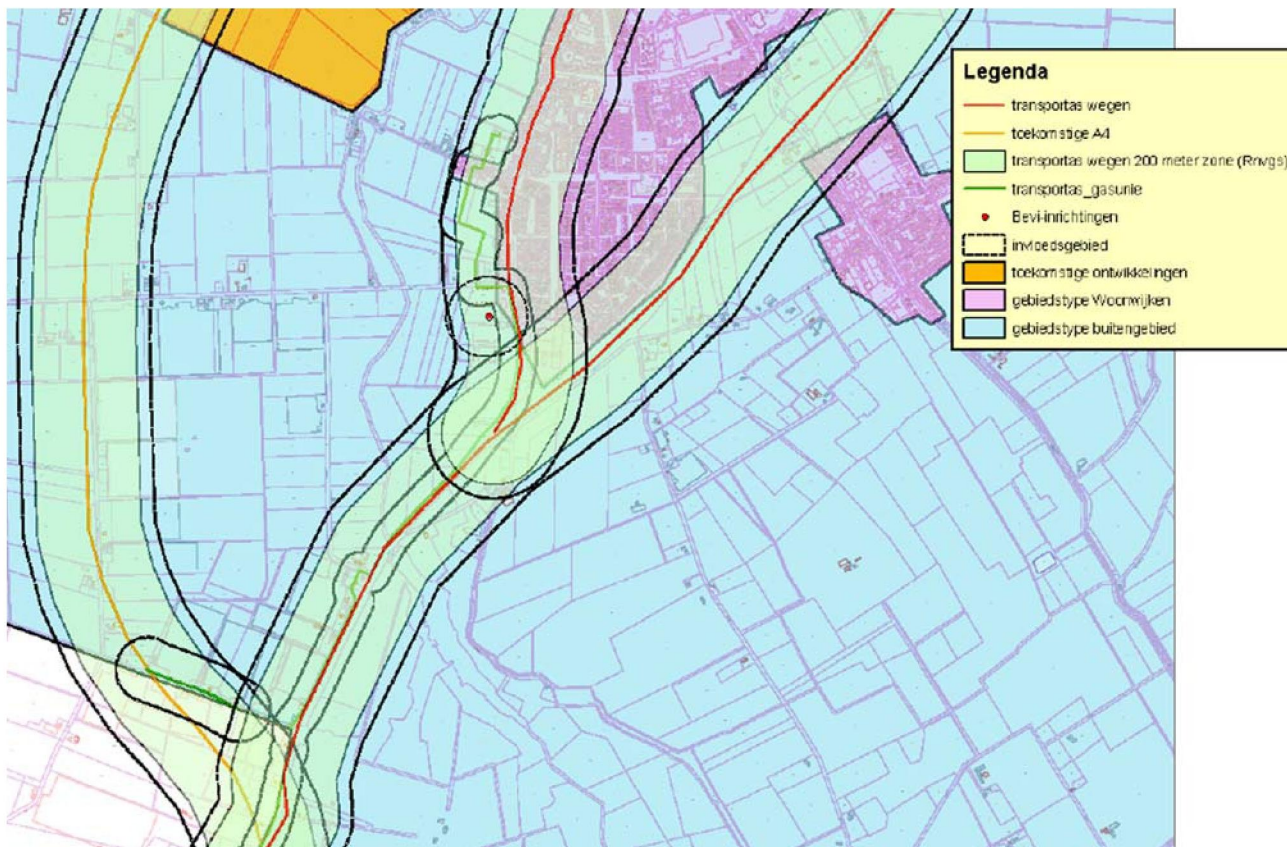 Legenda
transportas wegen
toekomstige A4
transportas wegen 200 meter zone (Rnvgs)
transportas_gasunie
Bevi-inrichtingen
invloedsgebied
toekomstige ontwikkelingen
gebiedstype Woonwijken
gebiedstype buitengebied